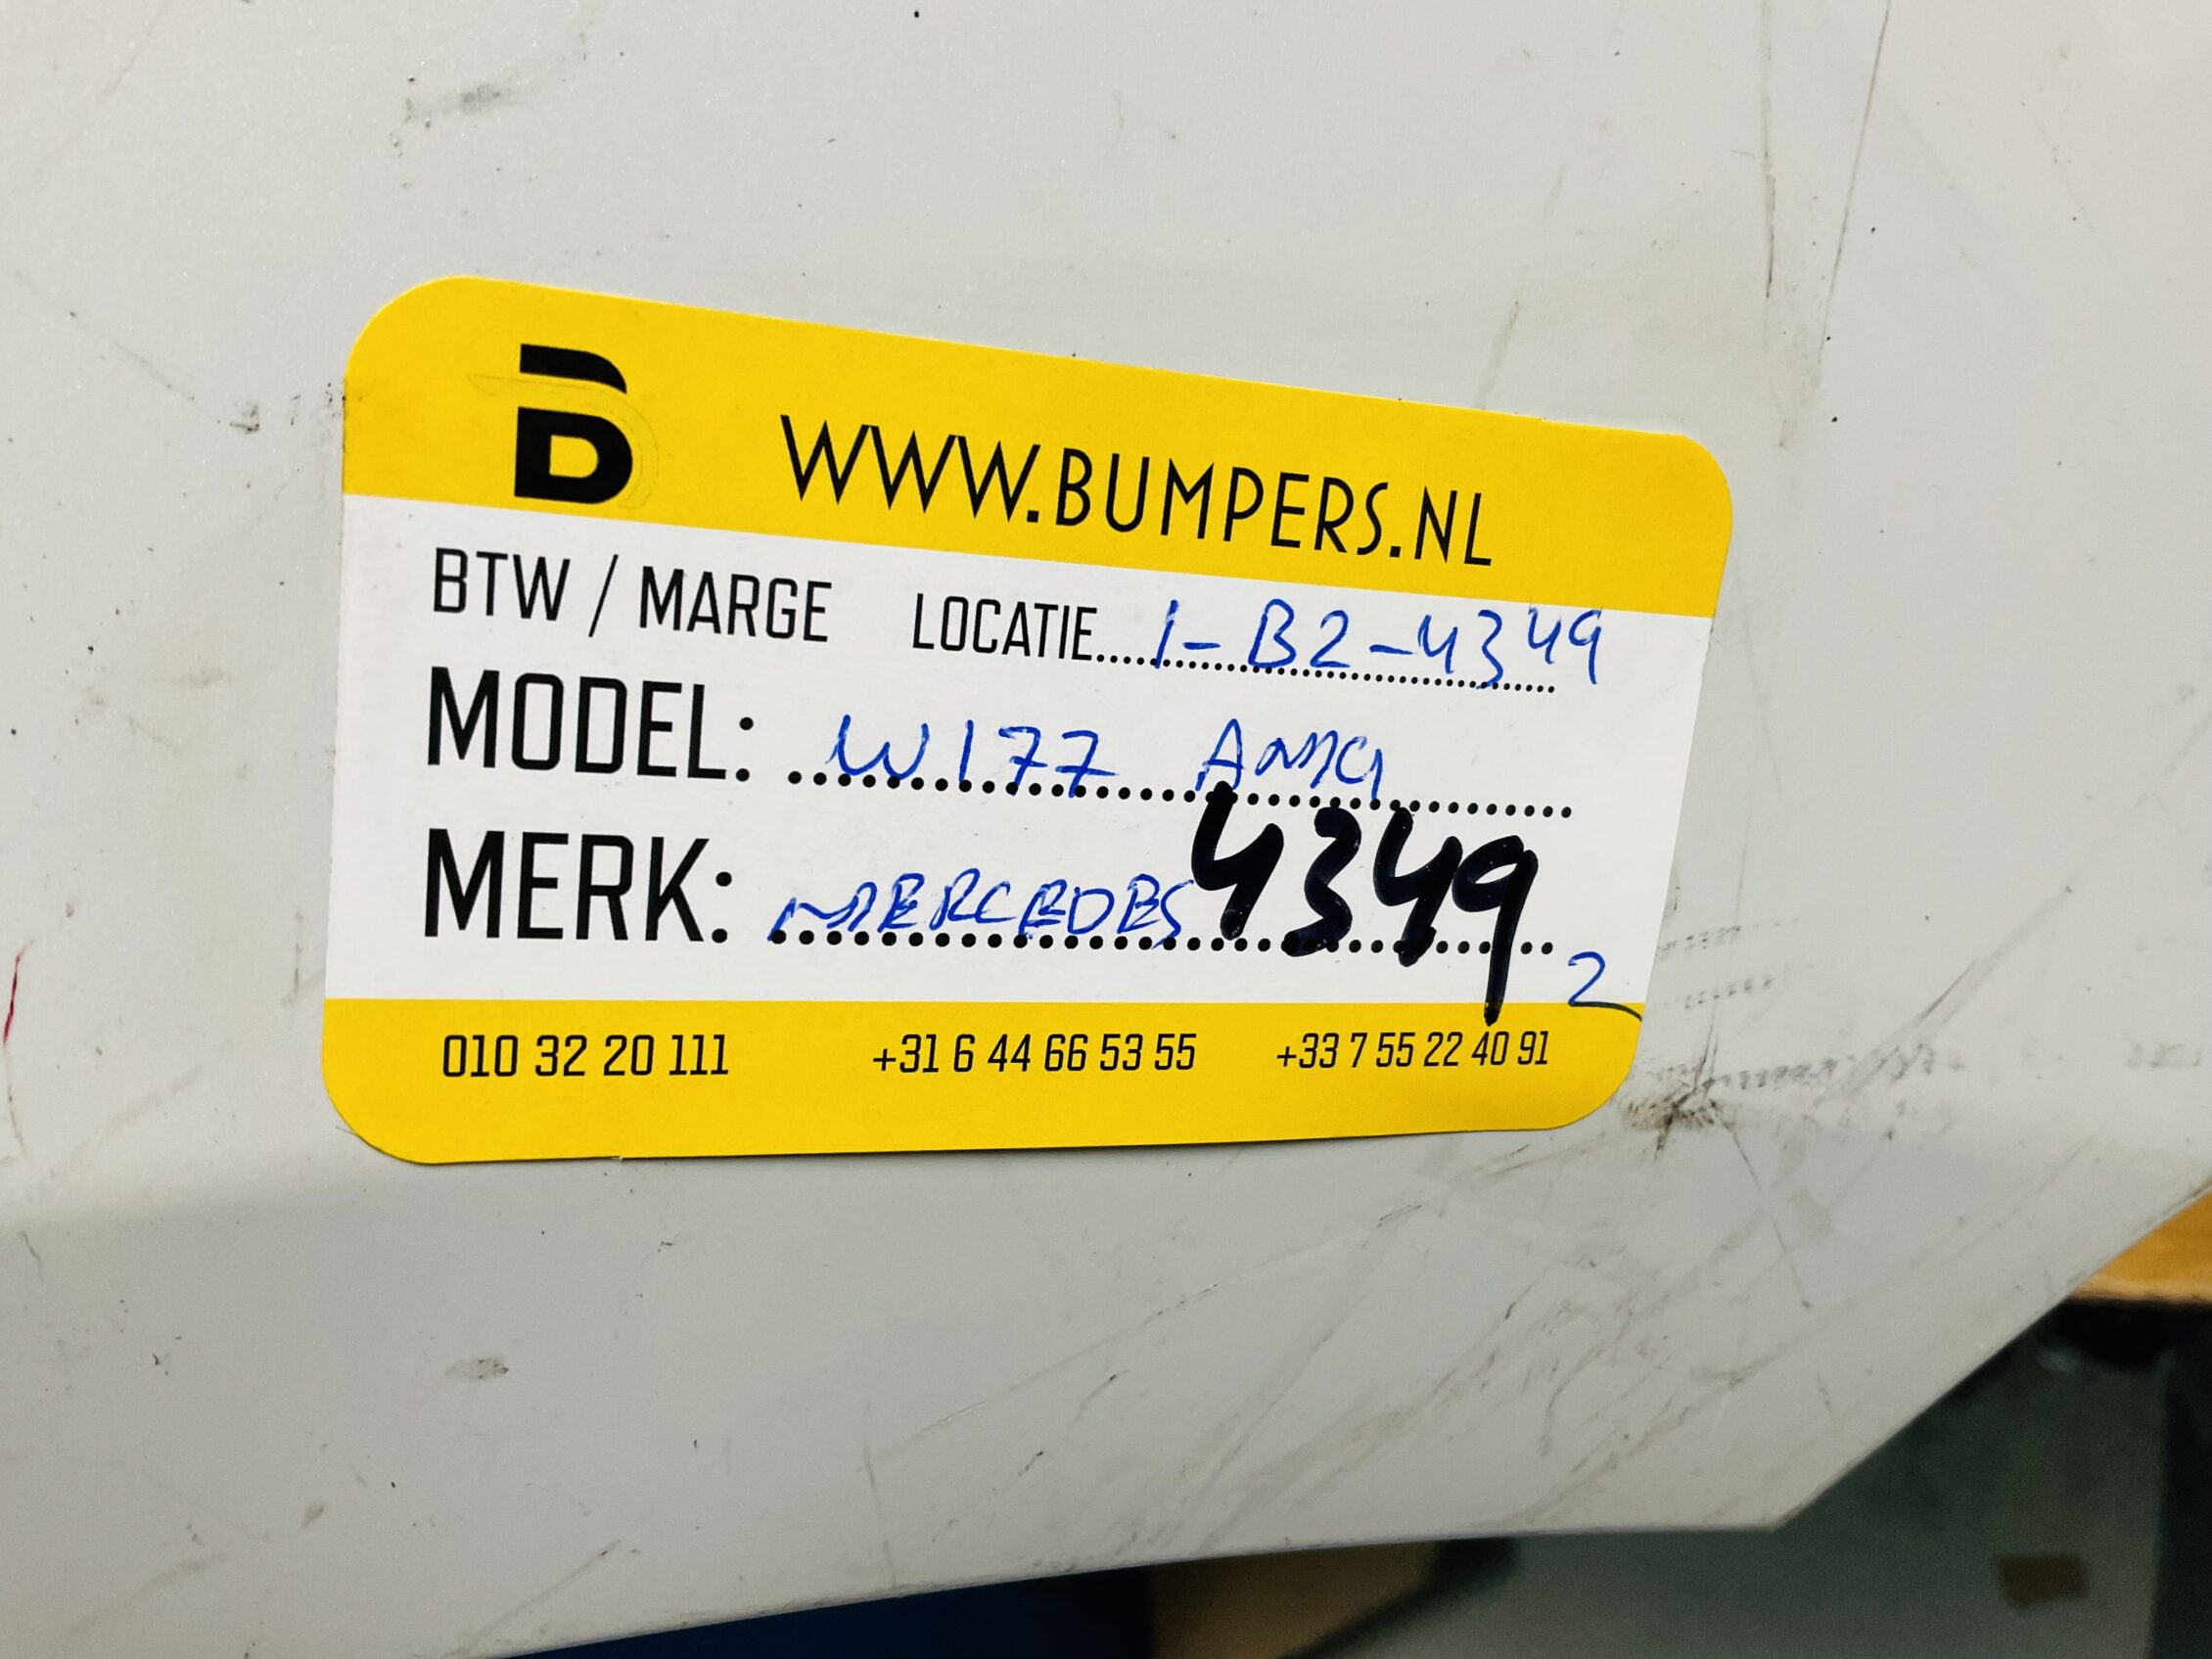 B WWW.BUMPERS.NL
BTW / MARGE LOCATIE 1-B2-4349
MODEL: W177 AMG
MERK: MERCEDES 4349
2
010 32 20 111 +31 6 44 66 53 55 +33 7 55 22 40 91